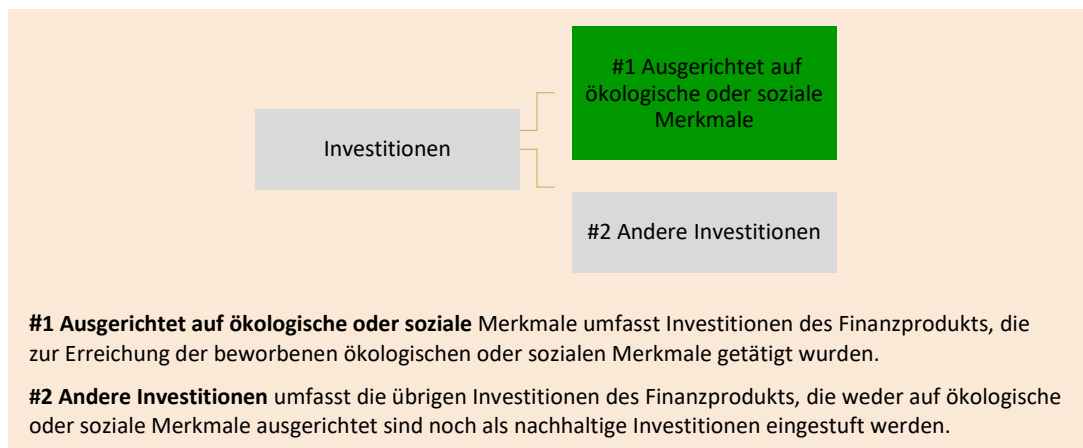 #1 Ausgerichtet auf
ökologische oder soziale
Merkmale
Investitionen
#2 Andere Investitionen
#1 Ausgerichtet auf ökologische oder soziale Merkmale umfasst Investitionen des Finanzprodukts, die
zur Erreichung der beworbenen ökologischen oder sozialen Merkmale getätigt wurden.
#2 Andere Investitionen umfasst die übrigen Investitionen des Finanzprodukts, die weder auf ökologische
oder soziale Merkmale ausgerichtet sind noch als nachhaltige Investitionen eingestuft werden.